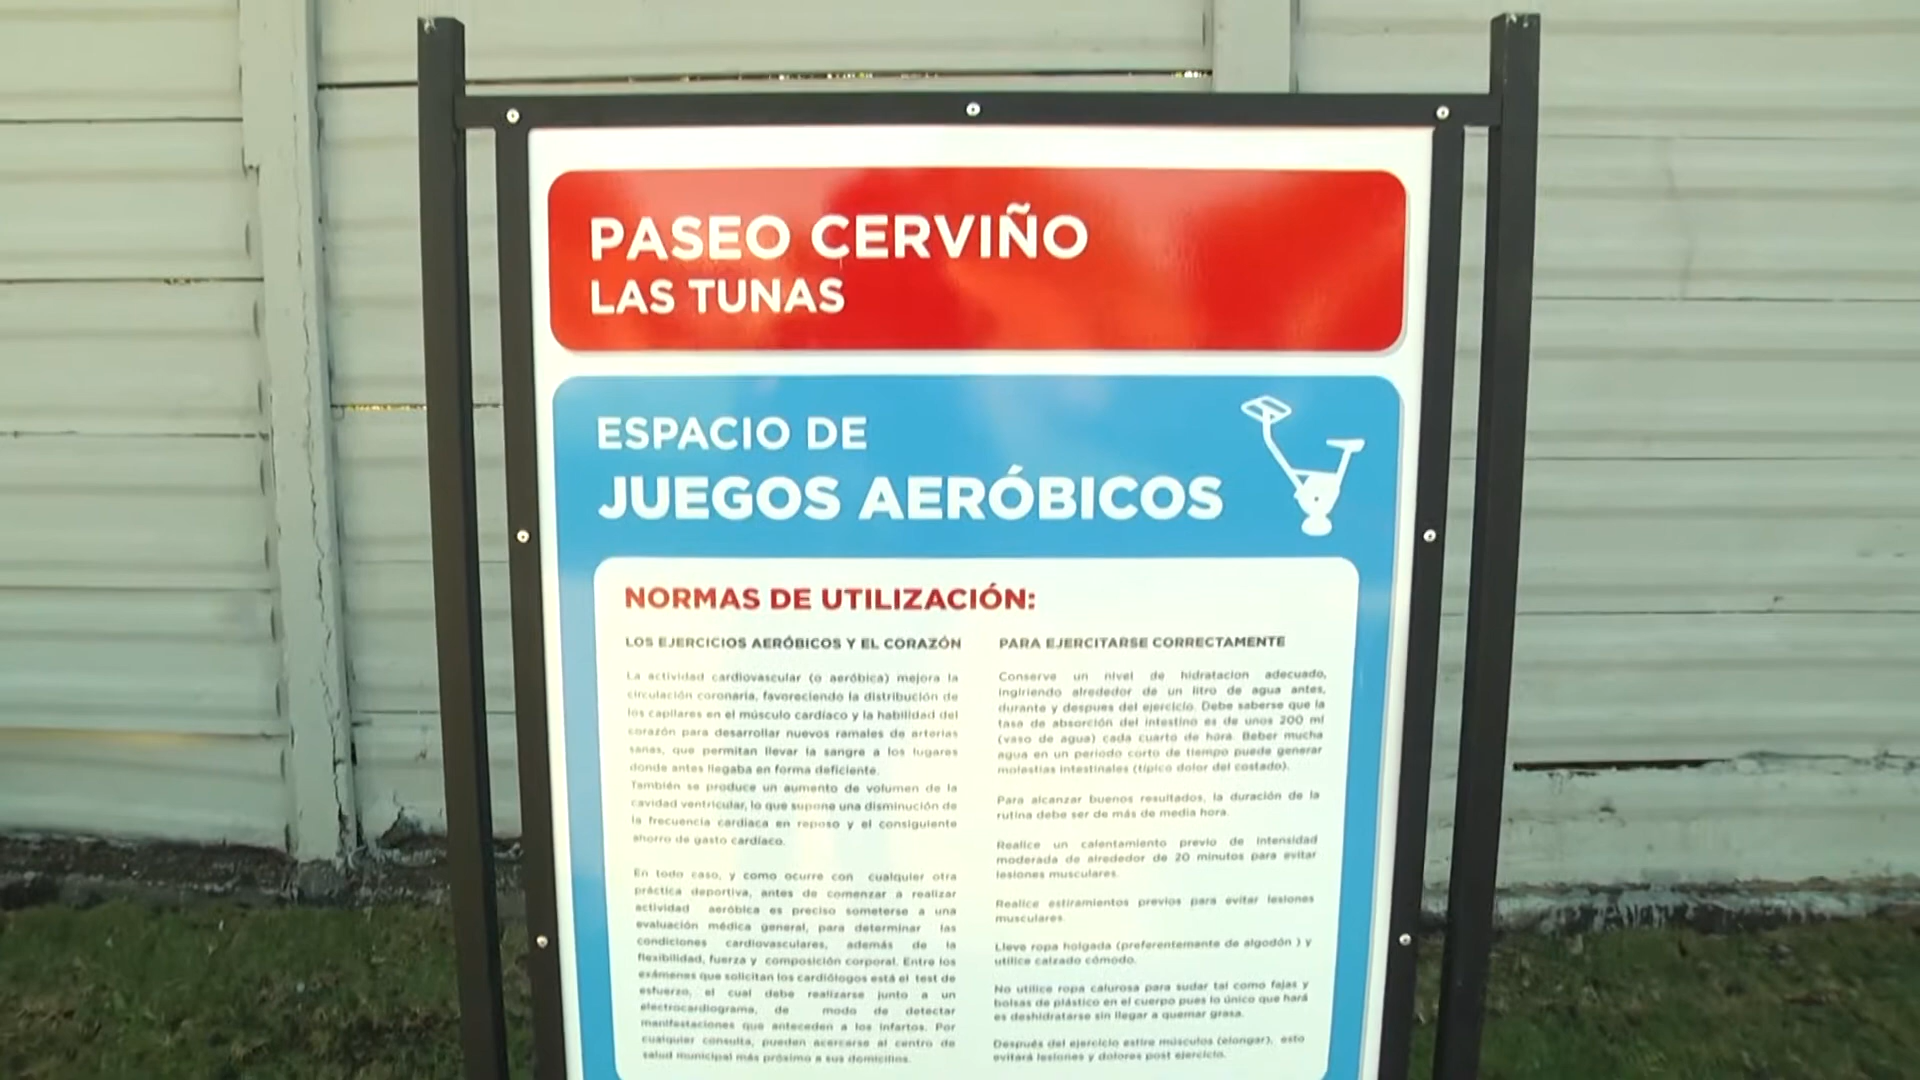 PASEO CERVIÑO
LAS TUNAS
ESPACIO DE
JUEGOS AERÓBICOS
NORMAS DE UTILIZACIÓN:
LOS EJERCICIOS AERÓBICOS Y EL CORAZÓN
La actividad cardiovascular (o aeróbica) mejora la
circulación coronaria, favoreciendo la distribución de
los capilares en el músculo cardíaco y la habilidad del
corazón para desarrollar nuevos ramales de arterias
sanas, que permitan llevar la sangre a los lugares
donde antes llegaba en forma deficiente.
También se produce un aumento de volumen de la
cavidad ventricular, lo que supone una disminución de
la frecuencia cardíaca en reposo y el consiguiente
ahorro de gasto cardíaco.
En todo caso, y como ocurre con cualquier otra
práctica deportiva, antes de comenzar a realizar
actividad aeróbica es preciso someterse a una
evaluación médica general, para determinar las
condiciones cardiovasculares, además de la
flexibilidad, fuerza y composición corporal. Entre los
exámenes que solicitan los cardiólogos está el test de
esfuerzo, el cual debe realizarse junto a un
electrocardiograma, de modo de detectar
manifestaciones que anteceden a los infartos. Por
cualquier consulta, pueden acercarse al centro de
salud municipal más próximo a sus domicilios.
PARA EJERCITARSE CORRECTAMENTE
Conserve un nivel de hidratacion adecuado,
ingiriendo alrededor de un litro de agua antes,
durante y despues del ejercicio. Debe saberse que la
tasa de absorción del intestino es de unos 200 ml
(vaso de agua) cada cuarto de hora. Beber mucha
agua en un período corto de tiempo puede generar
molestias intestinales (típico dolor del costado).
Para alcanzar buenos resultados, la duración de la
rutina debe ser de más de media hora.
Realice un calentamiento previo de intensidad
moderada de alrededor de 20 minutos para evitar
lesiones musculares.
Realice estiramientos previos para evitar lesiones
musculares.
Lleve ropa holgada (preferentemente de algodón ) y
utilice calzado cómodo.
No utilice ropa calurosa para sudar tal como fajas y
bolsas de plástico en el cuerpo pues lo único que hará
es deshidratarse sin llegar a quemar grasa.
Después del ejercicio estire músculos (elongar), esto
evitará lesiones y dolores post ejercicio.